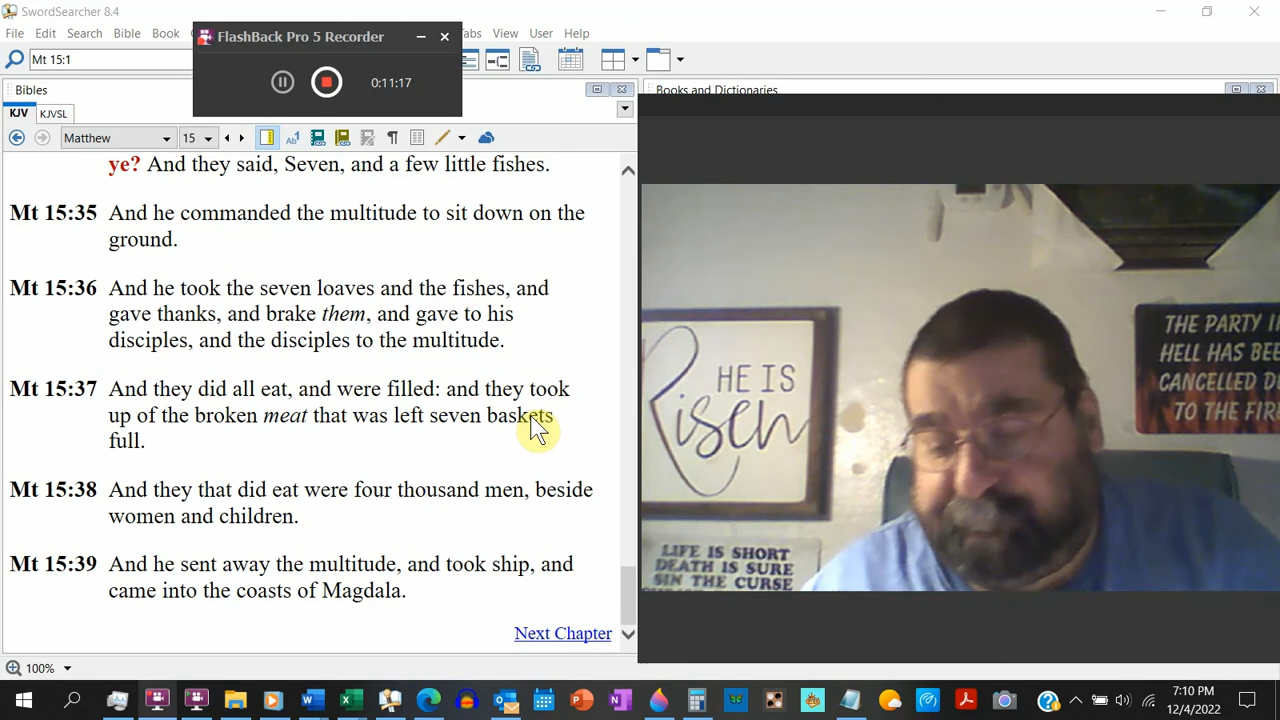 SwordSearcher 8.4
File Edit Search Bible Book
Tabs View User Help
FlashBack Pro 5 Recorder
0:11:17
Mt 15:1
Bibles
Books and Dictionaries
KJV KJVSL
Matthew 15
ye? And they said, Seven, and a few little fishes.
Mt 15:35 And he commanded the multitude to sit down on the
ground.
Mt 15:36 And he took the seven loaves and the fishes, and
gave thanks, and brake them, and gave to his
disciples, and the disciples to the multitude.
Mt 15:37 And they did all eat, and were filled: and they took
up of the broken meat that was left seven baskets
full.
Mt 15:38 And they that did eat were four thousand men, beside
women and children.
Mt 15:39 And he sent away the multitude, and took ship, and
came into the coasts of Magdala.
Next Chapter
100%
HE IS
Risen
THE PARTY IN
HELL HAS BEEN
CANCELLED D
TO THE FIRE
LIFE IS SHORT
DEATH IS SURE
SIN THE CURSE
7:10 PM
12/4/2022